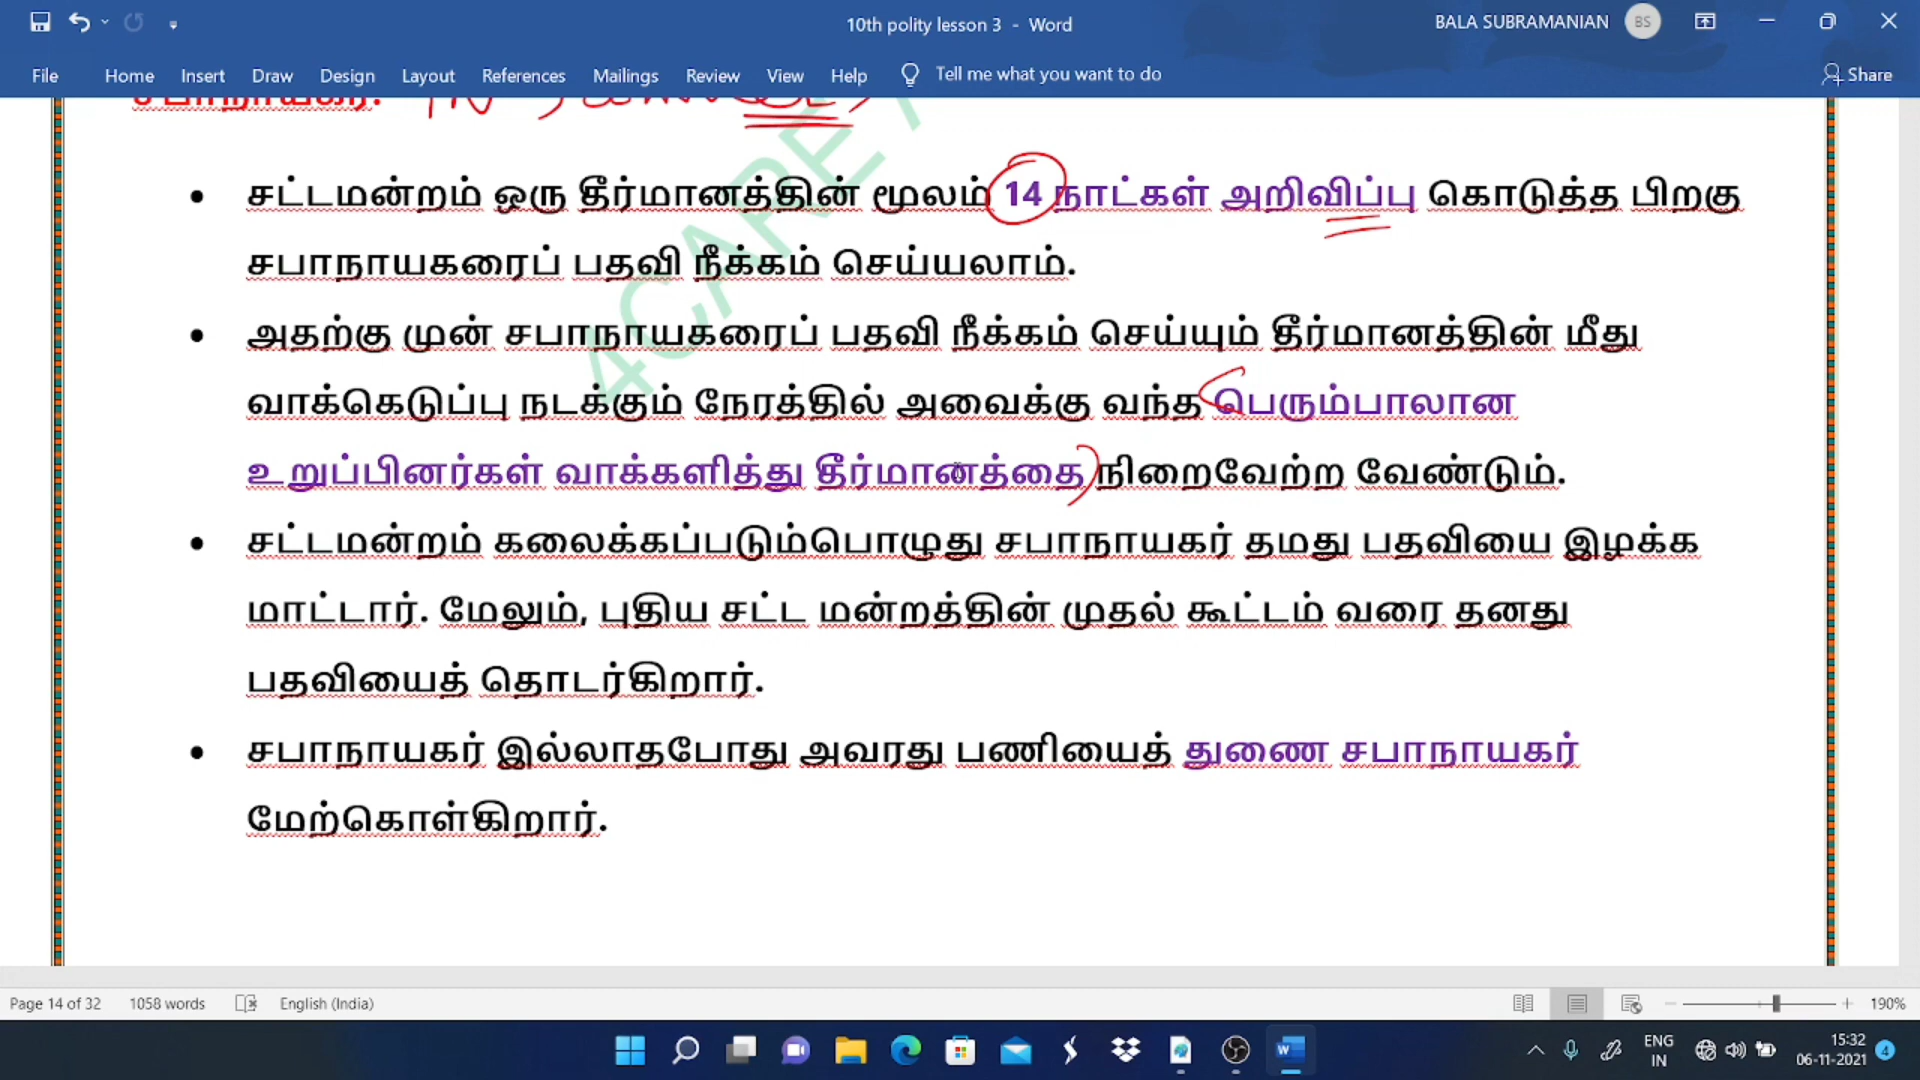 10th polity lesson 3 - Word
BALA SUBRAMANIAN BS
File Home Insert Draw Design Layout References Mailings Review View Help Tell me what you want to do Share
சபாநாயகர்:
4CARE
சட்டமன்றம் ஒரு தீர்மானத்தின் மூலம் 14 நாட்கள் அறிவிப்பு கொடுத்த பிறகு
சபாநாயகரைப் பதவி நீக்கம் செய்யலாம்.
அதற்கு முன் சபாநாயகரைப் பதவி நீக்கம் செய்யும் தீர்மானத்தின் மீது
வாக்கெடுப்பு நடக்கும் நேரத்தில் அவைக்கு வந்த பெரும்பாலான
உறுப்பினர்கள் வாக்களித்து தீர்மானத்தை நிறைவேற்ற வேண்டும்.
சட்டமன்றம் கலைக்கப்படும்பொழுது சபாநாயகர் தமது பதவியை இழக்க
மாட்டார். மேலும், புதிய சட்ட மன்றத்தின் முதல் கூட்டம் வரை தனது
பதவியைத் தொடர்கிறார்.
சபாநாயகர் இல்லாதபோது அவரது பணியைத் துணை சபாநாயகர்
மேற்கொள்கிறார்.
Page 14 of 32 1058 words English (India) 190%
ENG 15:32
IN 06-11-2021 4